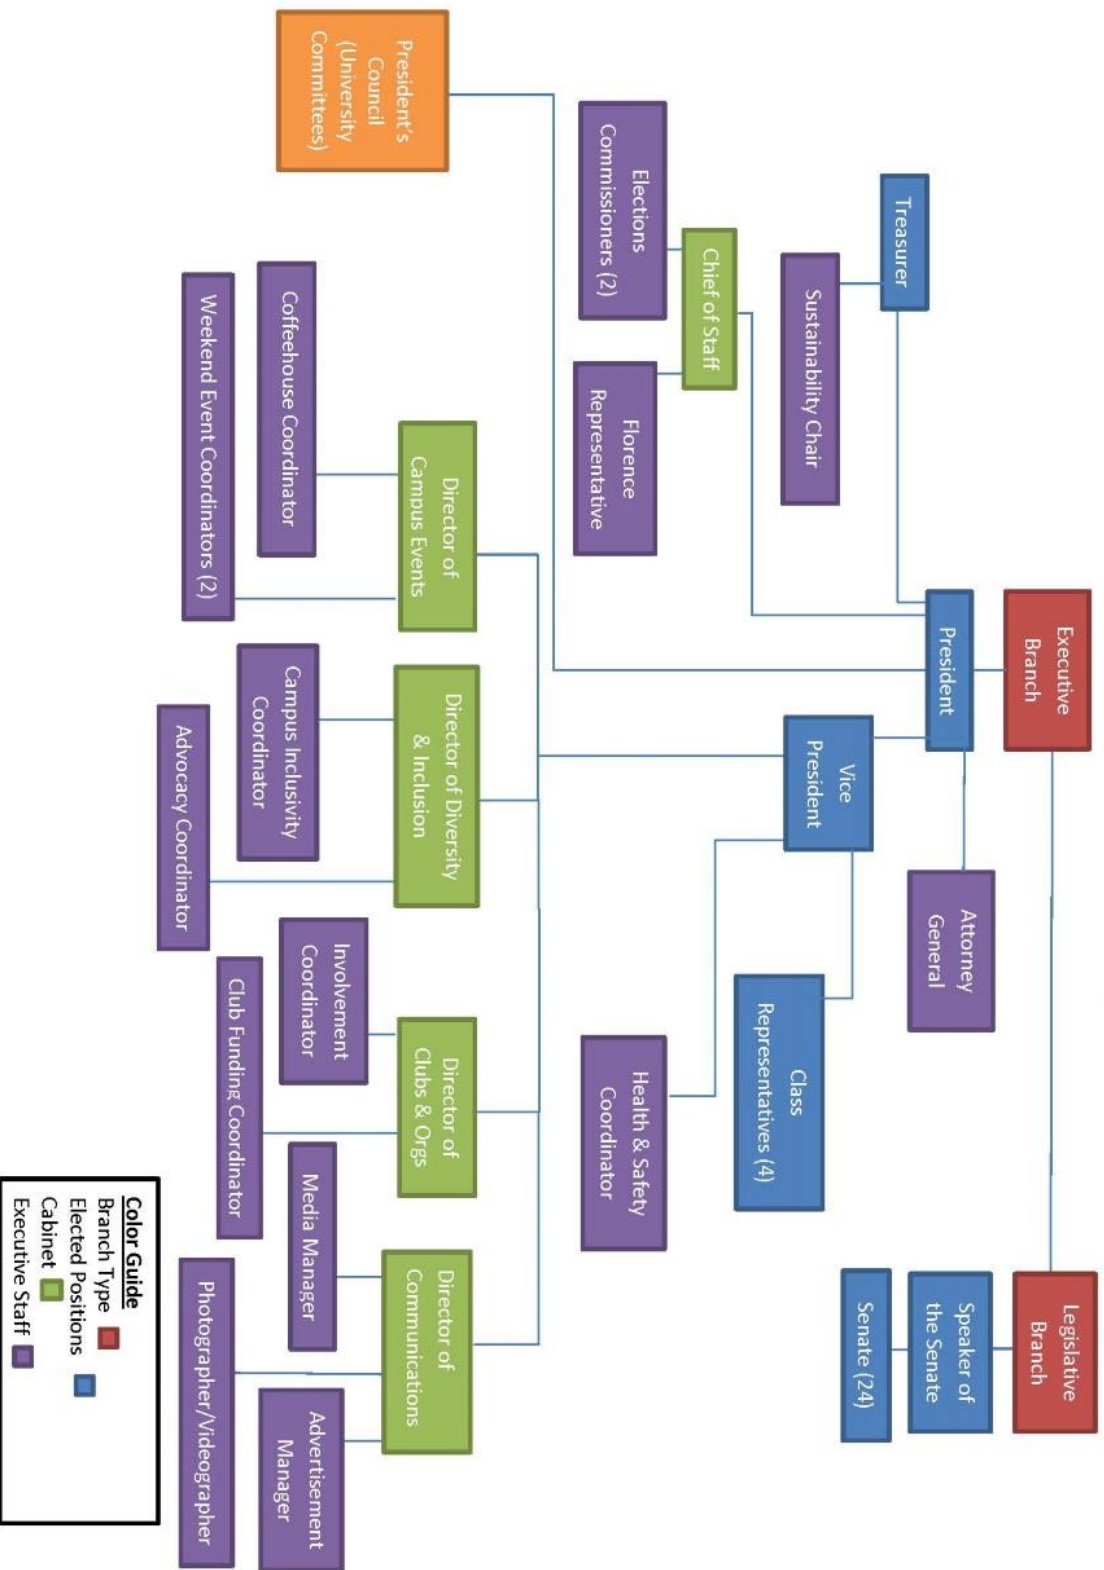 Executive
Branch
Legislative
Branch
President
Speaker of
the Senate
Treasurer
Attorney
General
Senate (24)
Vice
President
Sustainability Chair
Class
Representatives (4)
Chief of Staff
Elections
Commissioners (2)
Florence
Representative
Health & Safety
Coordinator
President's
Council
(University
Committees)
Director of
Campus Events
Director of Diversity
& Inclusion
Director of
Clubs & Orgs
Director of
Communications
Coffeehouse Coordinator
Weekend Event Coordinators (2)
Campus Inclusivity
Coordinator
Advocacy Coordinator
Involvement
Coordinator
Club Funding Coordinator
Media Manager
Advertisement
Manager
Photographer/Videographer
Color Guide
Branch Type
Elected Positions
Cabinet
Executive Staff